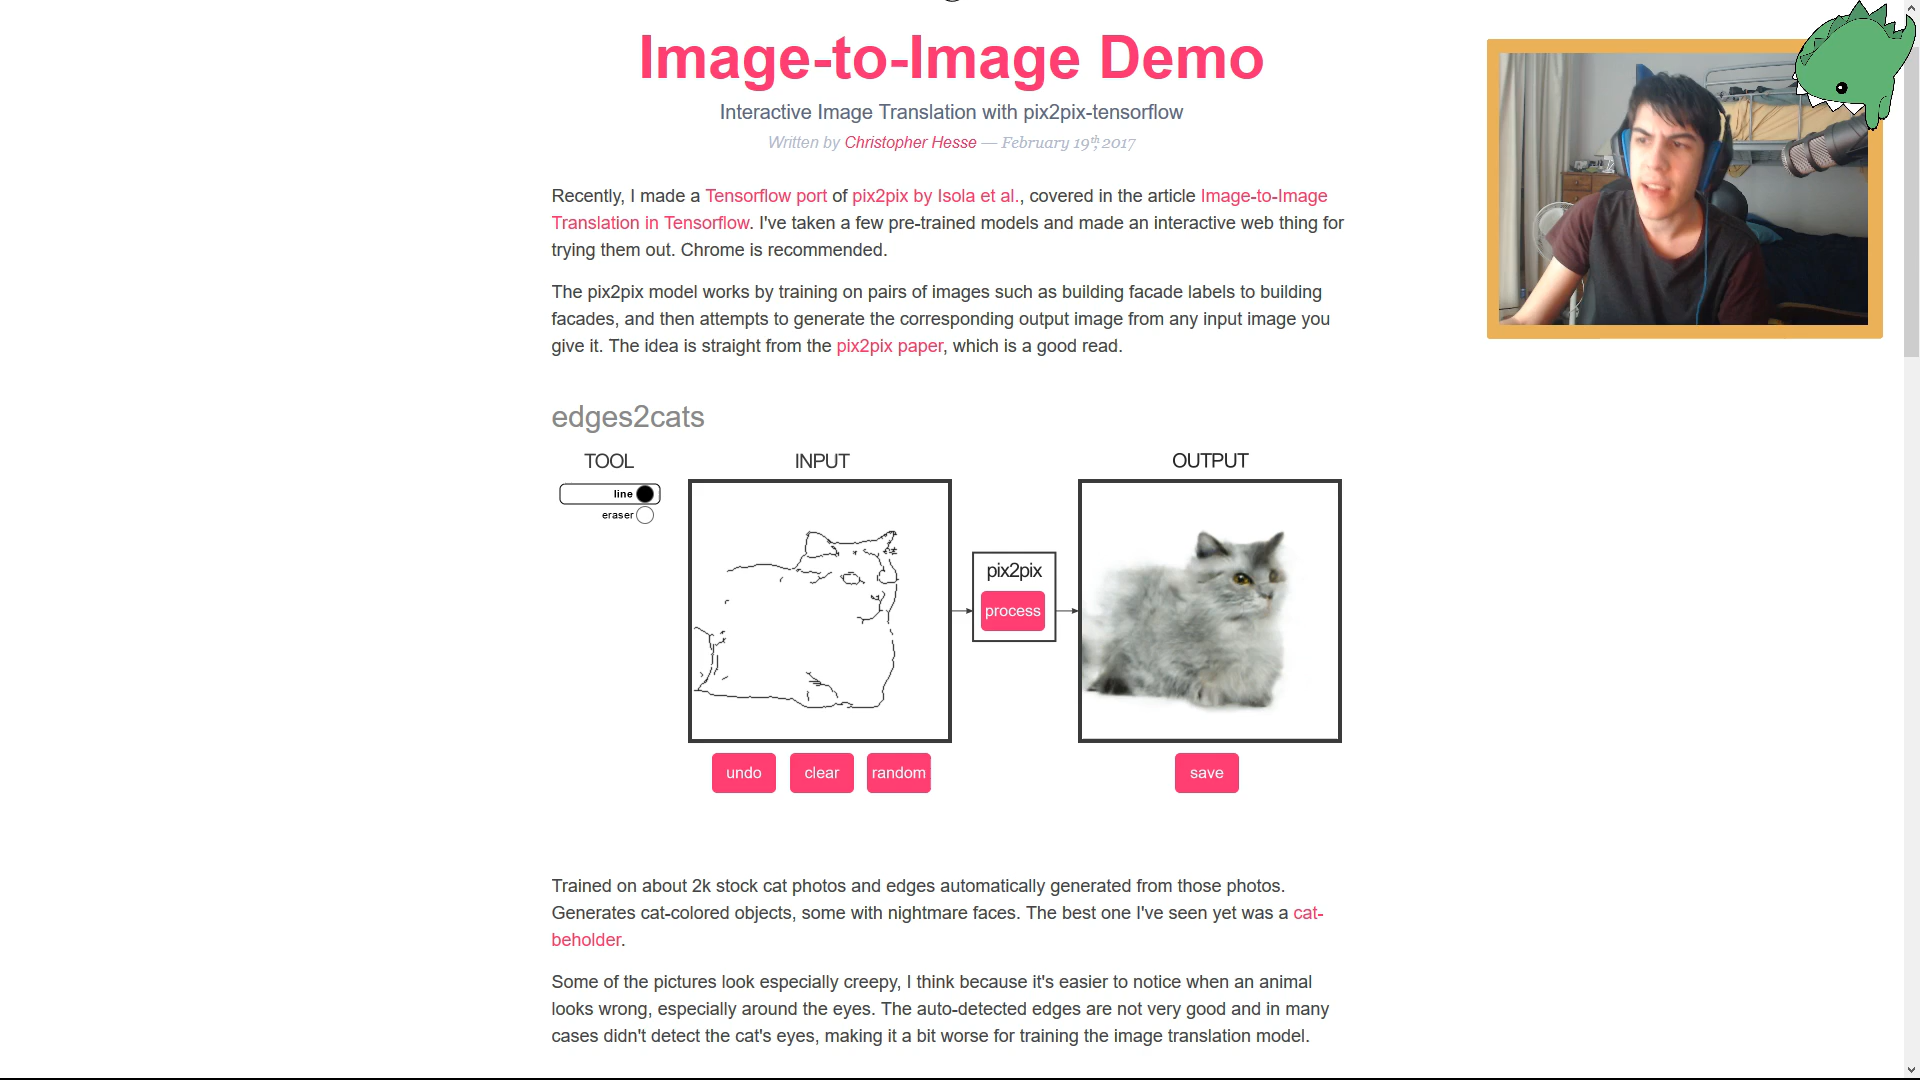 Image-to-Image Demo
Interactive Image Translation with pix2pix-tensorflow
Written by Christopher Hesse — February 19th, 2017
Recently, I made a Tensorflow port of pix2pix by Isola et al., covered in the article Image-to-Image
Translation in Tensorflow. I've taken a few pre-trained models and made an interactive web thing for
trying them out. Chrome is recommended.
The pix2pix model works by training on pairs of images such as building facade labels to building
facades, and then attempts to generate the corresponding output image from any input image you
give it. The idea is straight from the pix2pix paper, which is a good read.
edges2cats
TOOL
line
eraser
INPUT
pix2pix
process
OUTPUT
undo
clear
random
save
Trained on about 2k stock cat photos and edges automatically generated from those photos.
Generates cat-colored objects, some with nightmare faces. The best one I've seen yet was a cat-
beholder.
Some of the pictures look especially creepy, I think because it's easier to notice when an animal
looks wrong, especially around the eyes. The auto-detected edges are not very good and in many
cases didn't detect the cat's eyes, making it a bit worse for training the image translation model.